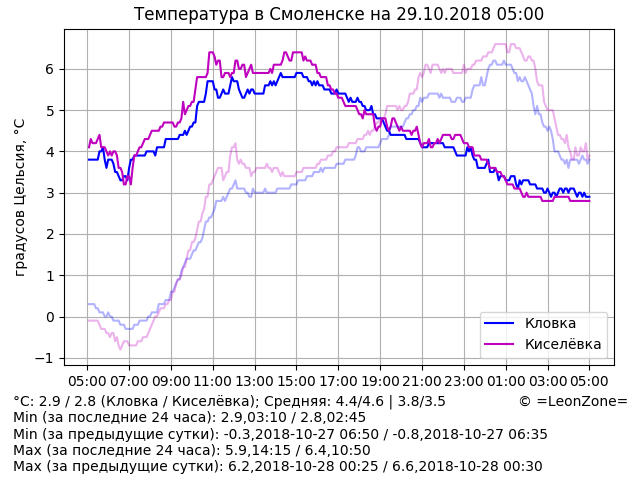 Температура в Смоленске на 29.10.2018 05:00
градусов Цельсия, °C
6
5
4
3
2
1
0
−1
Кловка
Киселёвка
05:00 07:00 09:00 11:00 13:00 15:00 17:00 19:00 21:00 23:00 01:00 03:00 05:00
°C: 2.9 / 2.8 (Кловка / Киселёвка); Средняя: 4.4/4.6 | 3.8/3.5 © =LeonZone=
Min (за последние 24 часа): 2.9,03:10 / 2.8,02:45
Min (за предыдущие сутки): -0.3,2018-10-27 06:50 / -0.8,2018-10-27 06:35
Max (за последние 24 часа): 5.9,14:15 / 6.4,10:50
Max (за предыдущие сутки): 6.2,2018-10-28 00:25 / 6.6,2018-10-28 00:30